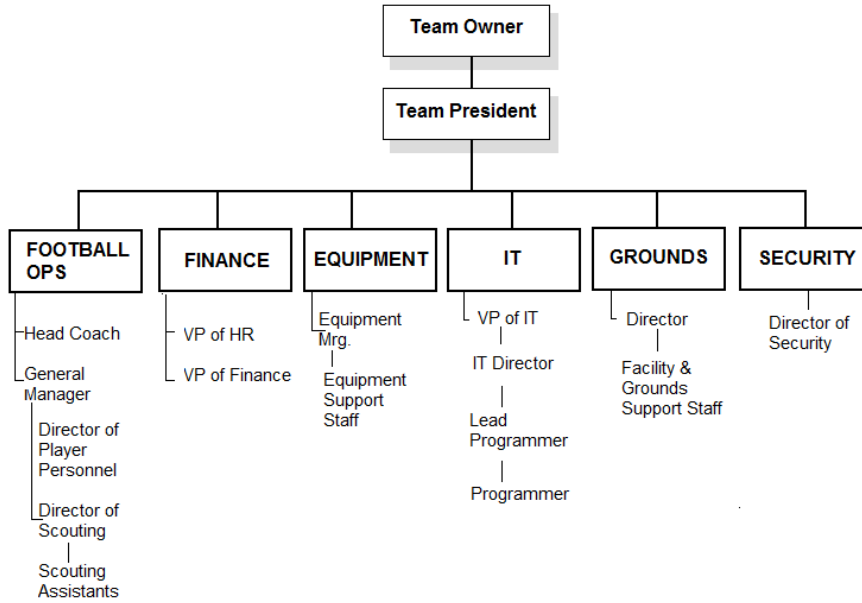 Team Owner
Team President
FOOTBALL
OPS
FINANCE
EQUIPMENT
IT
GROUNDS
SECURITY
Head Coach
General
Manager
Director of
Player
Personnel
Director of
Scouting
Scouting
Assistants
VP of HR
VP of Finance
Equipment
Mrg.
Equipment
Support
Staff
VP of IT
IT Director
Lead
Programmer
Programmer
Director
Facility &
Grounds
Support Staff
Director of
Security